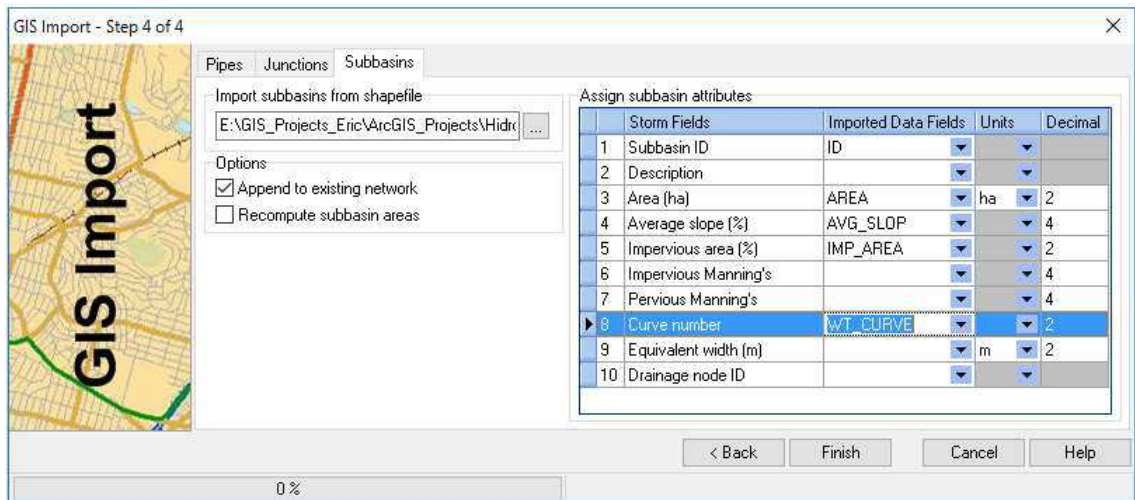 GIS Import - Step 4 of 4
GIS Import
Pipes Junctions Subbasins
Import subbasins from shapefile
E:\GIS_Projects_Eric\ArcGIS_Projects\Hidr ...
Options
Append to existing network
Recompute subbasin areas
Assign subbasin attributes
Storm Fields Imported Data Fields Units Decimal
1 Subbasin ID ID
2 Description
3 Area (ha) AREA ha 2
4 Average slope (%) AVG_SLOP 4
5 Impervious area (%) IMP_AREA 2
6 Impervious Manning's 4
7 Pervious Manning's 4
8 Curve number WT_CURVE 2
9 Equivalent width (m) m 2
10 Drainage node ID
< Back Finish Cancel Help
0 %